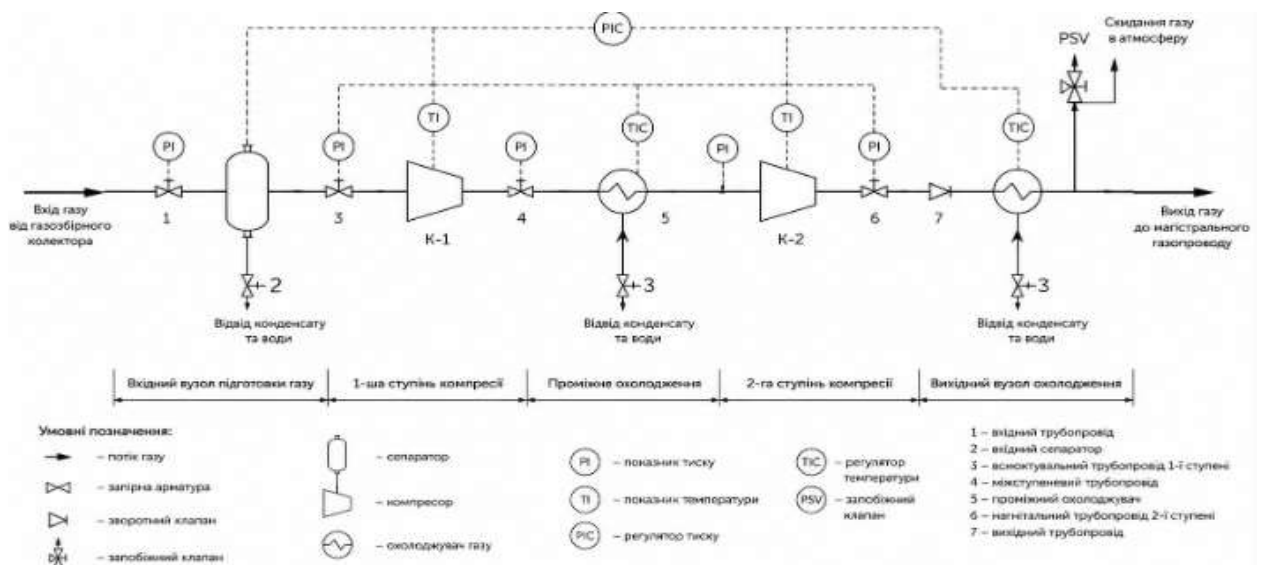 PIC
Скидання газу
в атмосферу
PSV
PI
PI
TI
PI
TIC
PI
TI
PI
TIC
Вхід газу
від газозбірного
колектора
1
3
К-1
4
5
К-2
6
7
Вихід газу
до магістрального
газопроводу
2
3
3
Відвід конденсату
та води
Відвід конденсату
та води
Відвід конденсату
та води
Вхідний вузол підготовки газу
1-ша ступінь компресії
Проміжне охолодження
2-га ступінь компресії
Вихідний вузол охолодження
Умовні позначення:
– потік газу
– запірна арматура
– зворотний клапан
– запобіжний клапан
– сепаратор
– компресор
– охолоджувач газу
PI – показник тиску
TI – показник температури
PIC – регулятор тиску
TIC – регулятор
температури
PSV – запобіжний
клапан
1 – вхідний трубопровід
2 – вхідний сепаратор
3 – всмоктувальний трубопровід 1-ї ступені
4 – міжступеневий трубопровід
5 – проміжний охолоджувач
6 – нагнітальний трубопровід 2-ї ступені
7 – вихідний трубопровід